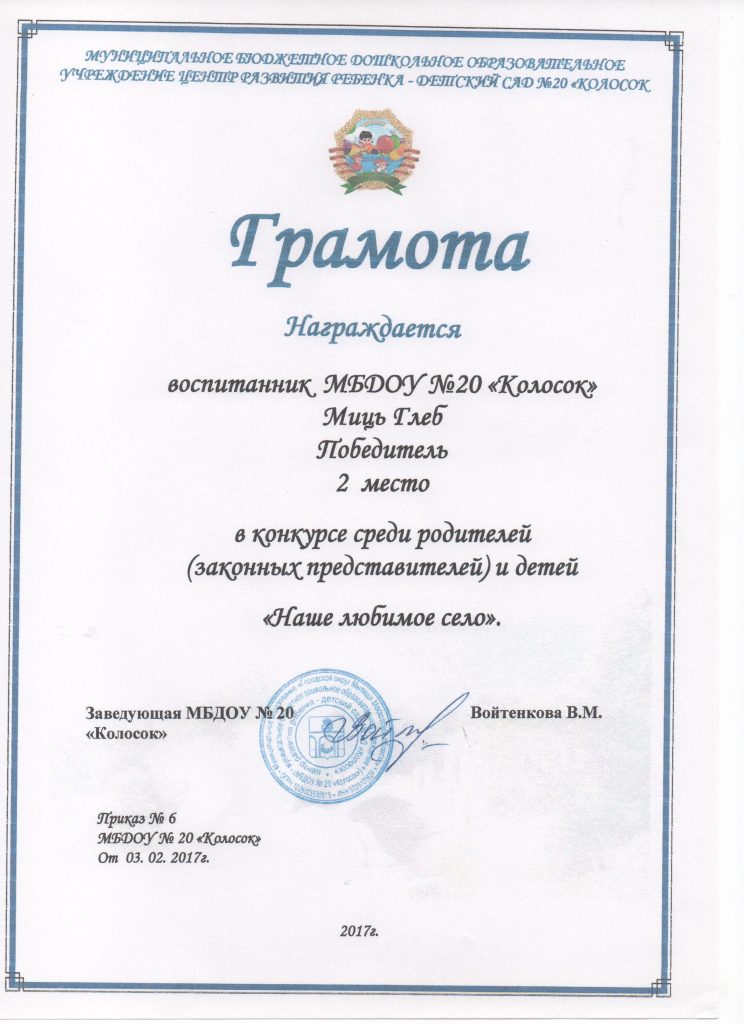 МУНИЦИПАЛЬНОЕ БЮДЖЕТНОЕ ДОШКОЛЬНОЕ ОБРАЗОВАТЕЛЬНОЕ
УЧРЕЖДЕНИЕ ЦЕНТР РАЗВИТИЯ РЕБЕНКА - ДЕТСКИЙ САД №20 «КОЛОСОК
Грамота
Награждается
воспитанник МБДОУ №20 «Колосок»
Миць Глеб
Победитель
2 место
в конкурсе среди родителей
(законных представителей) и детей
«Наше любимое село».
Заведующая МБДОУ № 20
«Колосок»
Войтенкова В.М.
Приказ № 6
МБДОУ № 20 «Колосок»
От 03. 02. 2017г.
2017г.